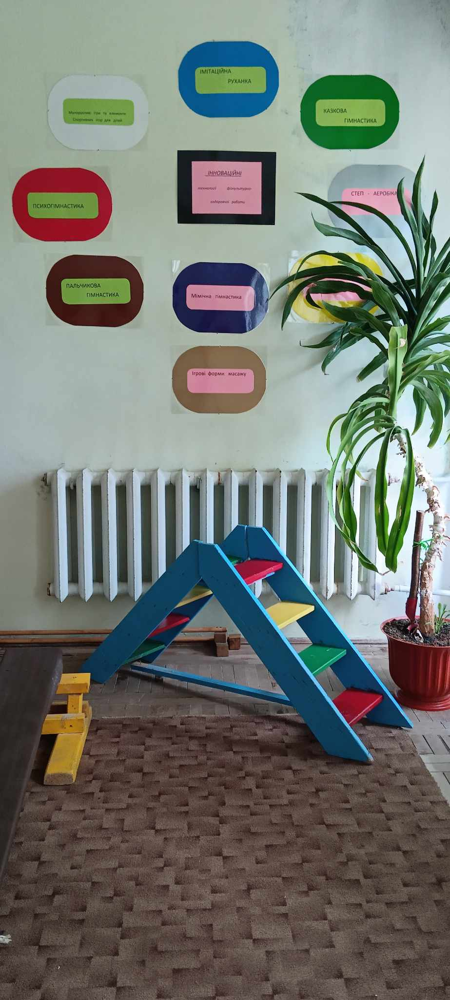 ІМІТАЦІЙНА
РУХАНКА
Малорухливі ігри та елементи
Спортивних ігор для дітей
КАЗКОВА
ГІМНАСТИКА
ІННОВАЦІЙНІ
технології фізкультурно-
оздоровчої роботи
ПСИХОГІМНАСТИКА
СТЕП - АЕРОБІКА
ПАЛЬЧИКОВА
ГІМНАСТИКА
Мімічна гімнастика
Ігрові форми масажу